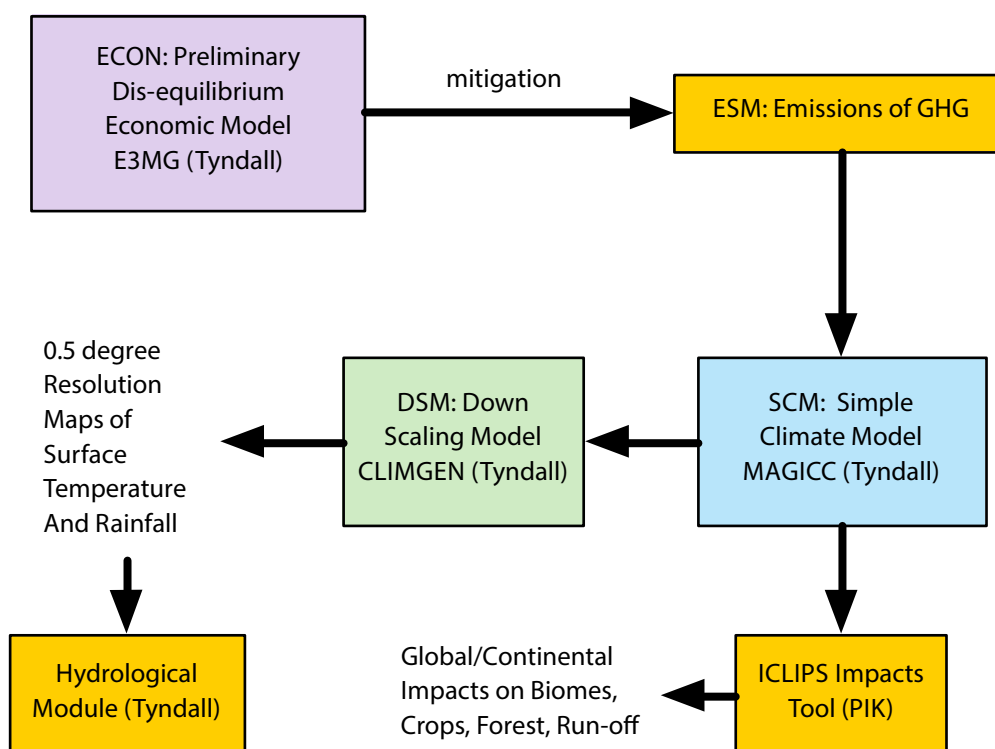 ECON: Preliminary
Dis-equilibrium
Economic Model
E3MG (Tyndall)
mitigation
ESM: Emissions of GHG
0.5 degree
Resolution
Maps of
Surface
Temperature
And Rainfall
DSM: Down
Scaling Model
CLIMGEN (Tyndall)
SCM: Simple
Climate Model
MAGICC (Tyndall)
Hydrological
Module (Tyndall)
Global/Continental
Impacts on Biomes,
Crops, Forest, Run-off
ICLIPS Impacts
Tool (PIK)